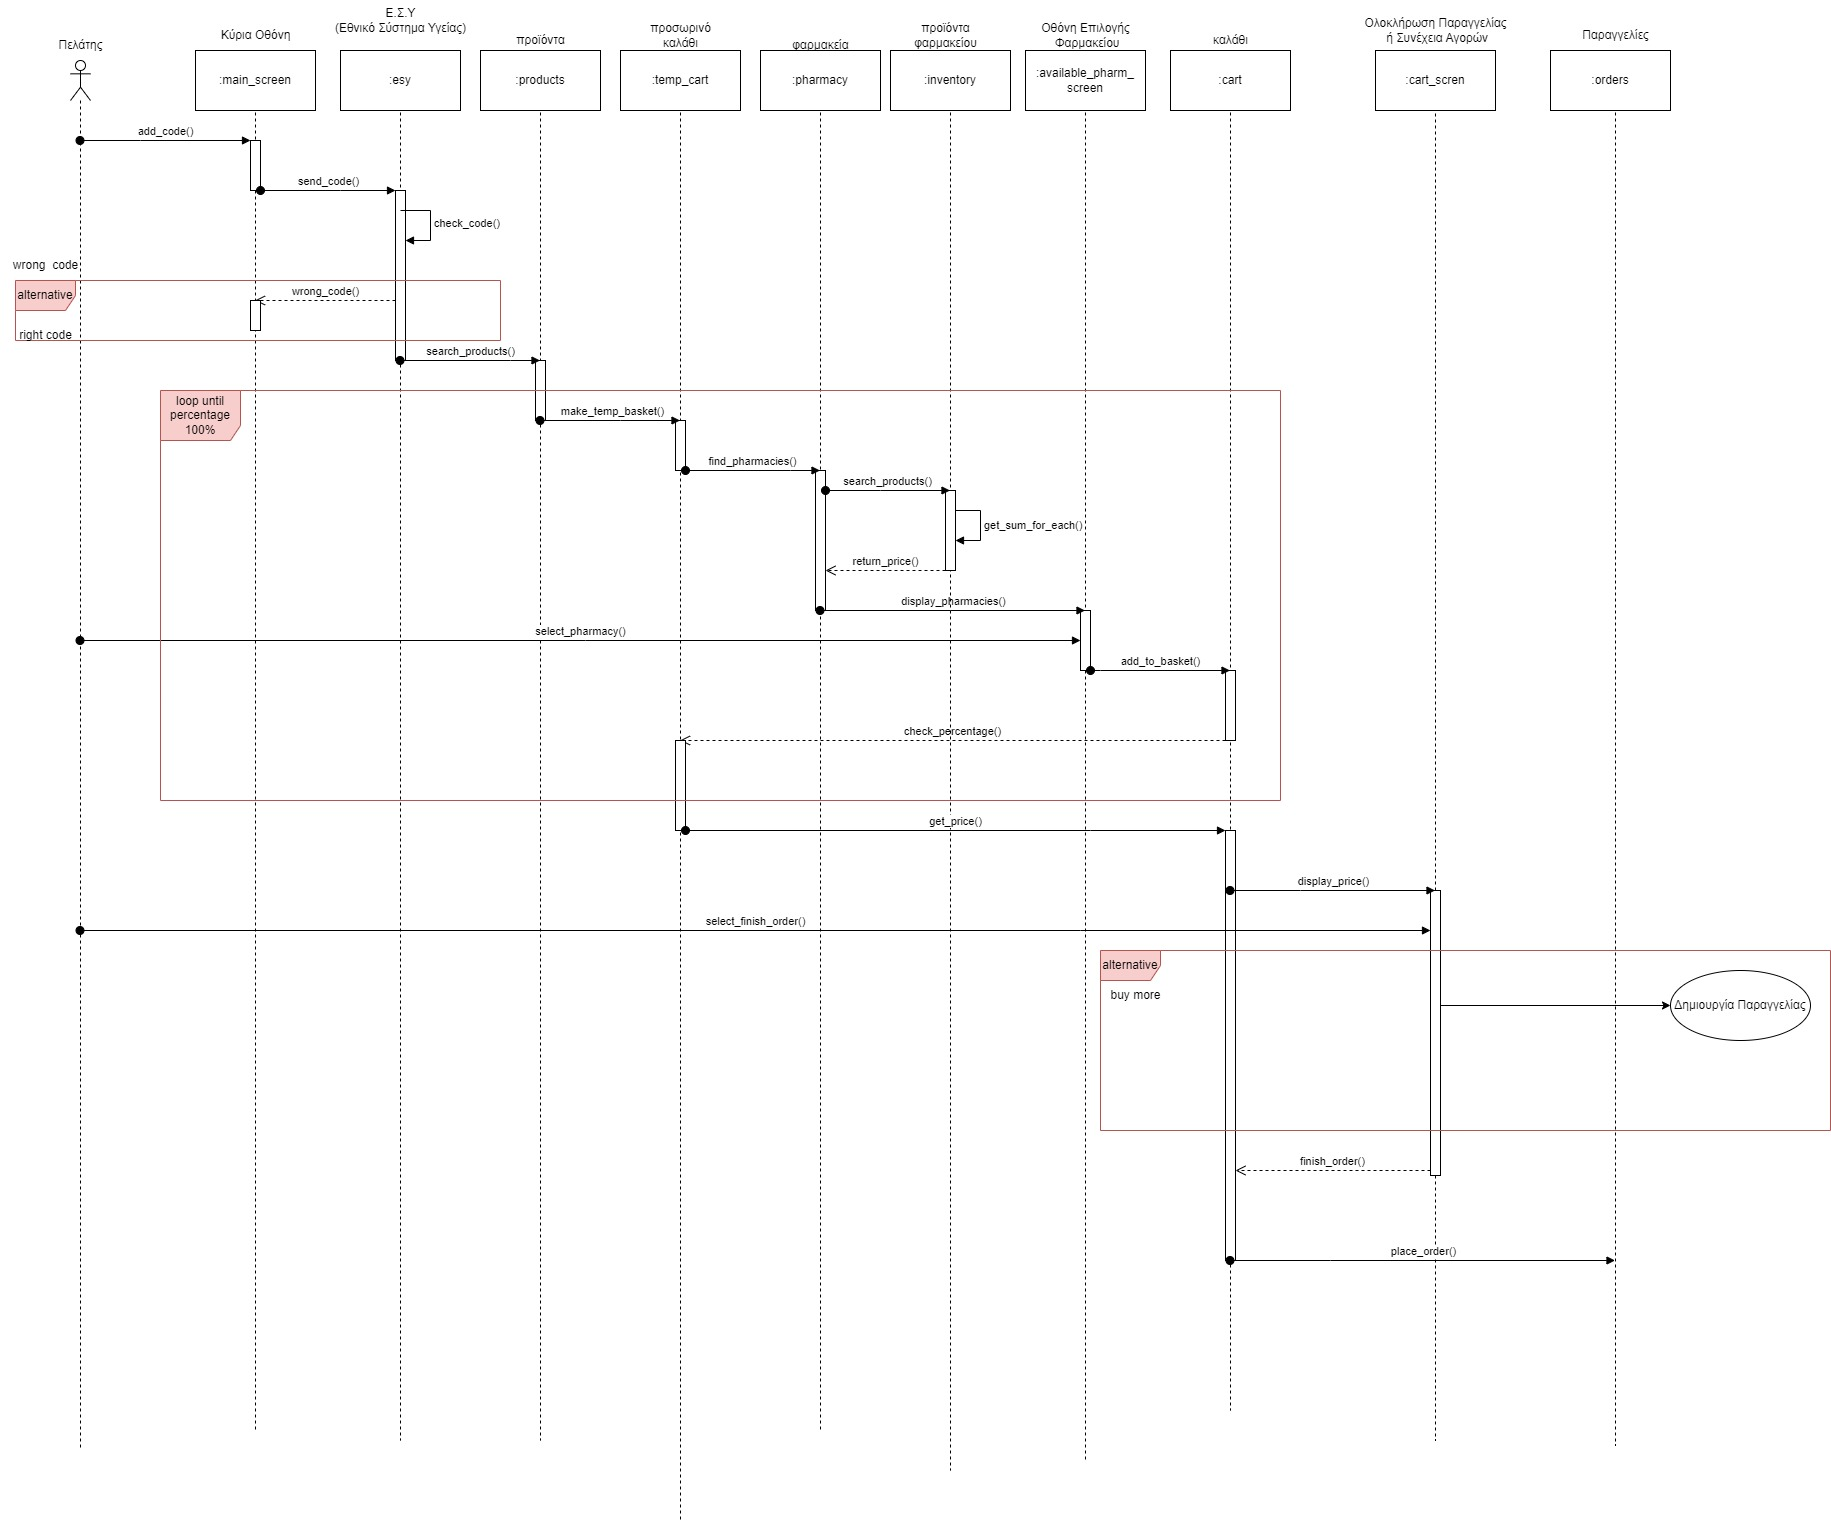 Πελάτης
Κύρια Οθόνη
Ε.Σ.Υ
(Εθνικό Σύστημα Υγείας)
προϊόντα
προσωρινό
καλάθι
φαρμακεία
προϊόντα
φαρμακείου
Οθόνη Επιλογής
Φαρμακείου
καλάθι
Ολοκλήρωση Παραγγελίας
ή Συνέχεια Αγορών
Παραγγελίες
:main_screen
:esy
:products
:temp_cart
:pharmacy
:inventory
:available_pharm_
screen
:cart
:cart_scren
:orders
add_code()
send_code()
check_code()
wrong code
alternative
wrong_code()
right code
search_products()
loop until
percentage
100%
make_temp_basket()
find_pharmacies()
search_products()
get_sum_for_each()
return_price()
display_pharmacies()
select_pharmacy()
add_to_basket()
check_percentage()
get_price()
display_price()
select_finish_order()
alternative
buy more
Δημιουργία Παραγγελίας
finish_order()
place_order()